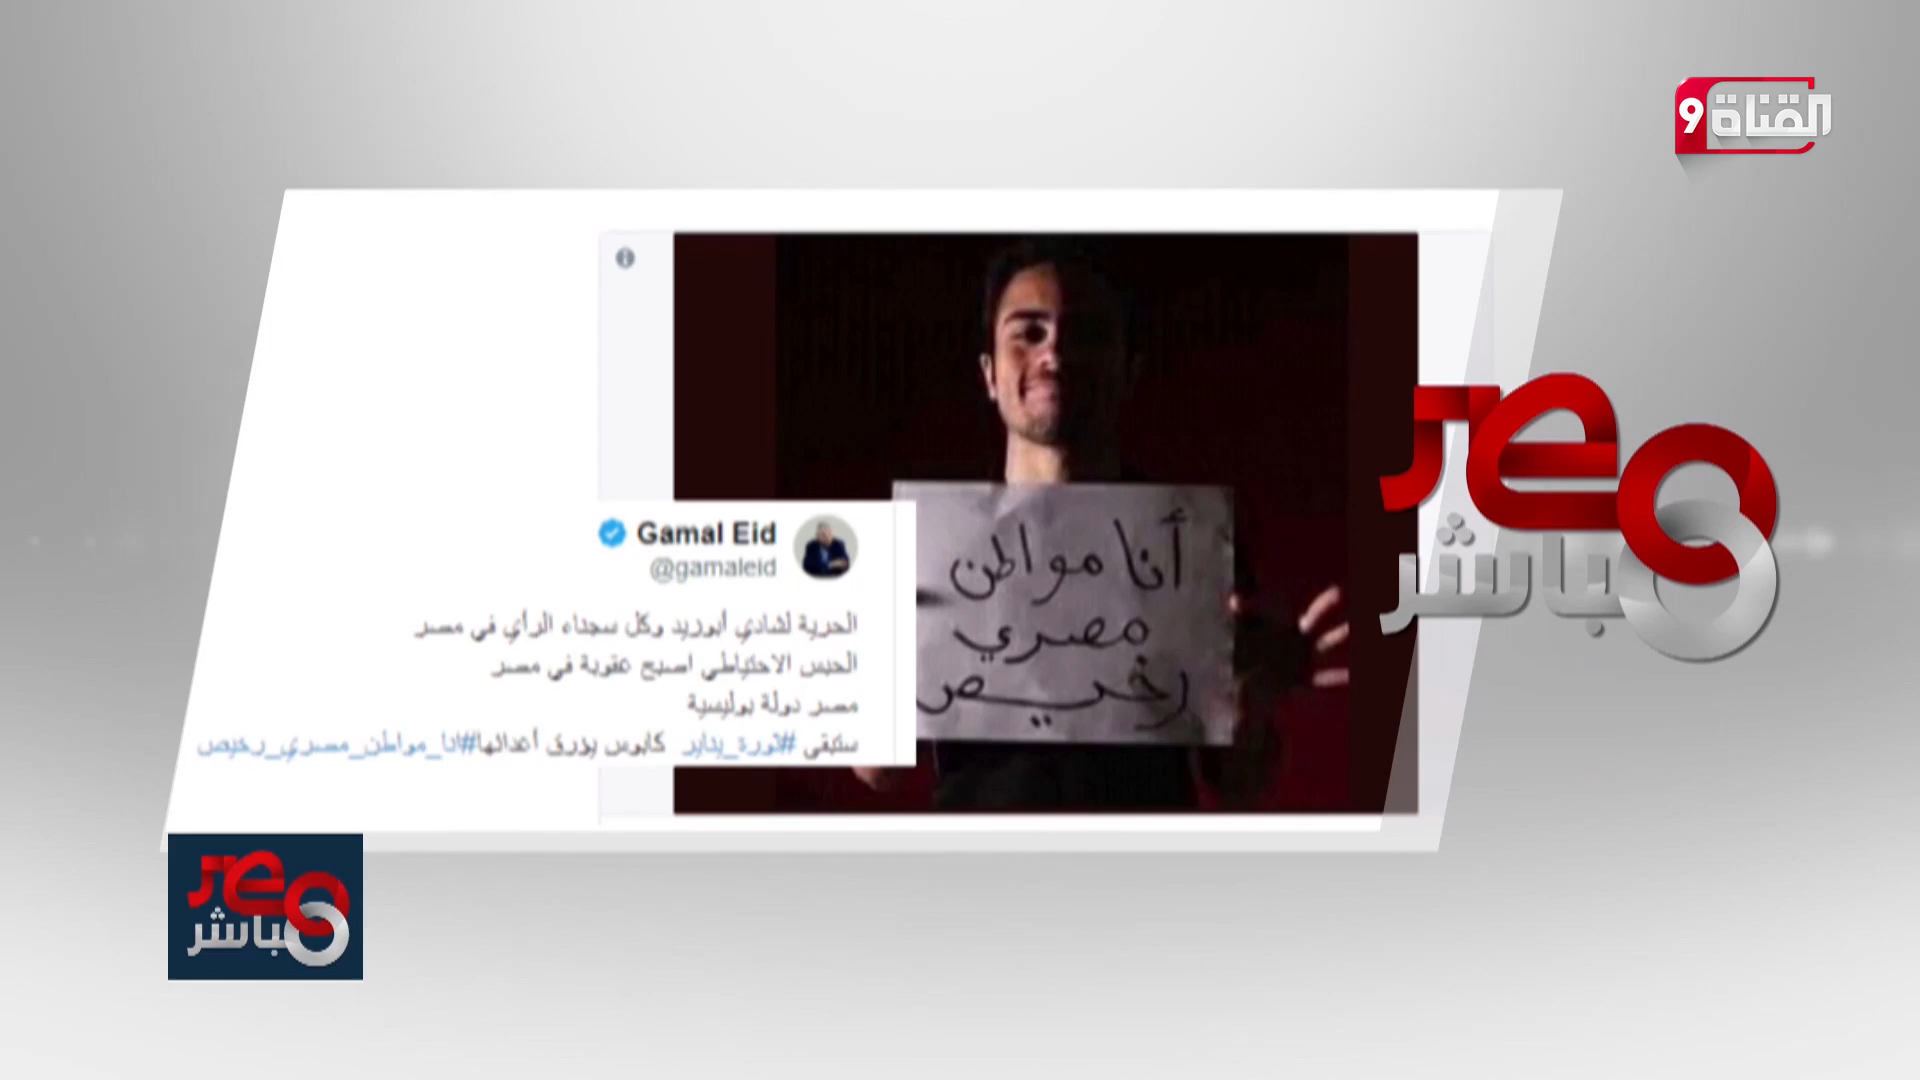 القناة 9
Gamal Eid
@gamaleid
الحرية لشادي أبوزيد وكل سجناء الرأي في مصر
الحبس الاحتياطي اصبح عقوبة في مصر
مصر دولة بوليسية
ستبقى #ثورة_يناير كابوس يؤرق أعدائها#انا_مواطن_مصري_رخيص
أنا مواطن
مصري
رخيص
مصر
مباشر
مصر
مباشر